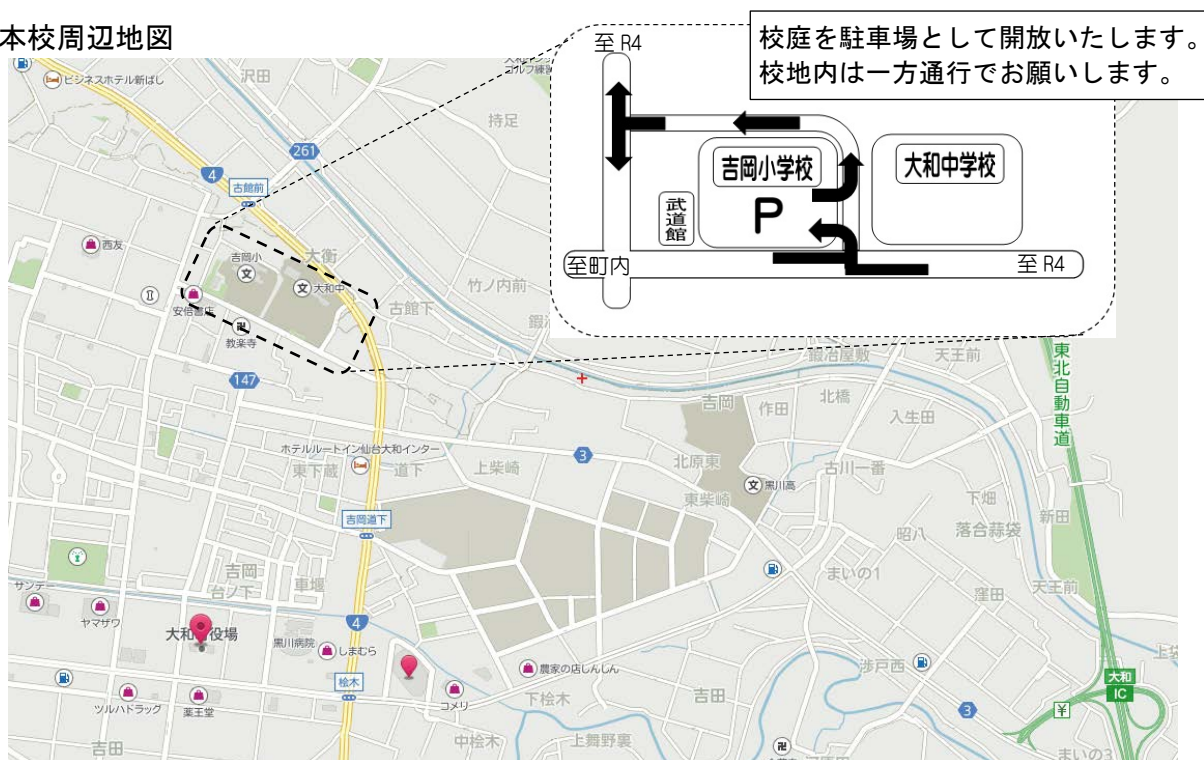 本校周辺地図
校庭を駐車場として開放いたします。
校地内は一方通行でお願いします。
至 R4
吉岡小学校
大和中学校
P
武道館
至町内
至 R4
ビジネスホテル新ばし
沢田
持足
261
4
古館前
西友
吉岡小
文
大衡
文
大和中
古館下
竹ノ内前
安倍書店
教楽寺
147
鍛冶屋敷
天王前
東北自動車道
吉岡
作田
北橋
入生田
ホテルルートイン仙台大和インター
東下蔵
道下
上柴崎
3
北原東
古川一番
文
黒川高
東柴崎
下畑
吉岡道下
昭八
落合蒜袋
新田
吉岡
台ノ下
車堰
まいの1
天王前
窪田
サンデー
ヤマザワ
4
黒川病院
しまむら
農家の店しんしん
渉戸西
大和
IC
桧木
コメリ
下桧木
吉田
3
ツルハドラッグ
薬王堂
中桧木
上舞野裏
吉田
まいの3